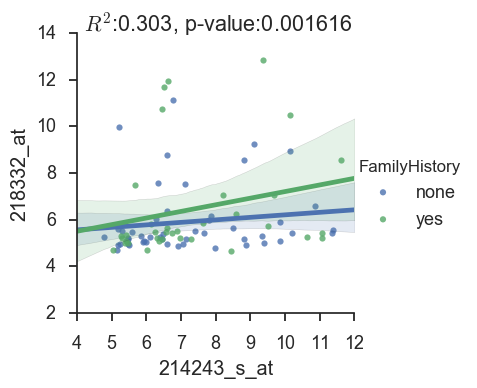 R²:0.303, p-value:0.001616
14
12
10
8
6
4
2
218332_at
4 5 6 7 8 9 10 11 12
214243_s_at
FamilyHistory
none
yes